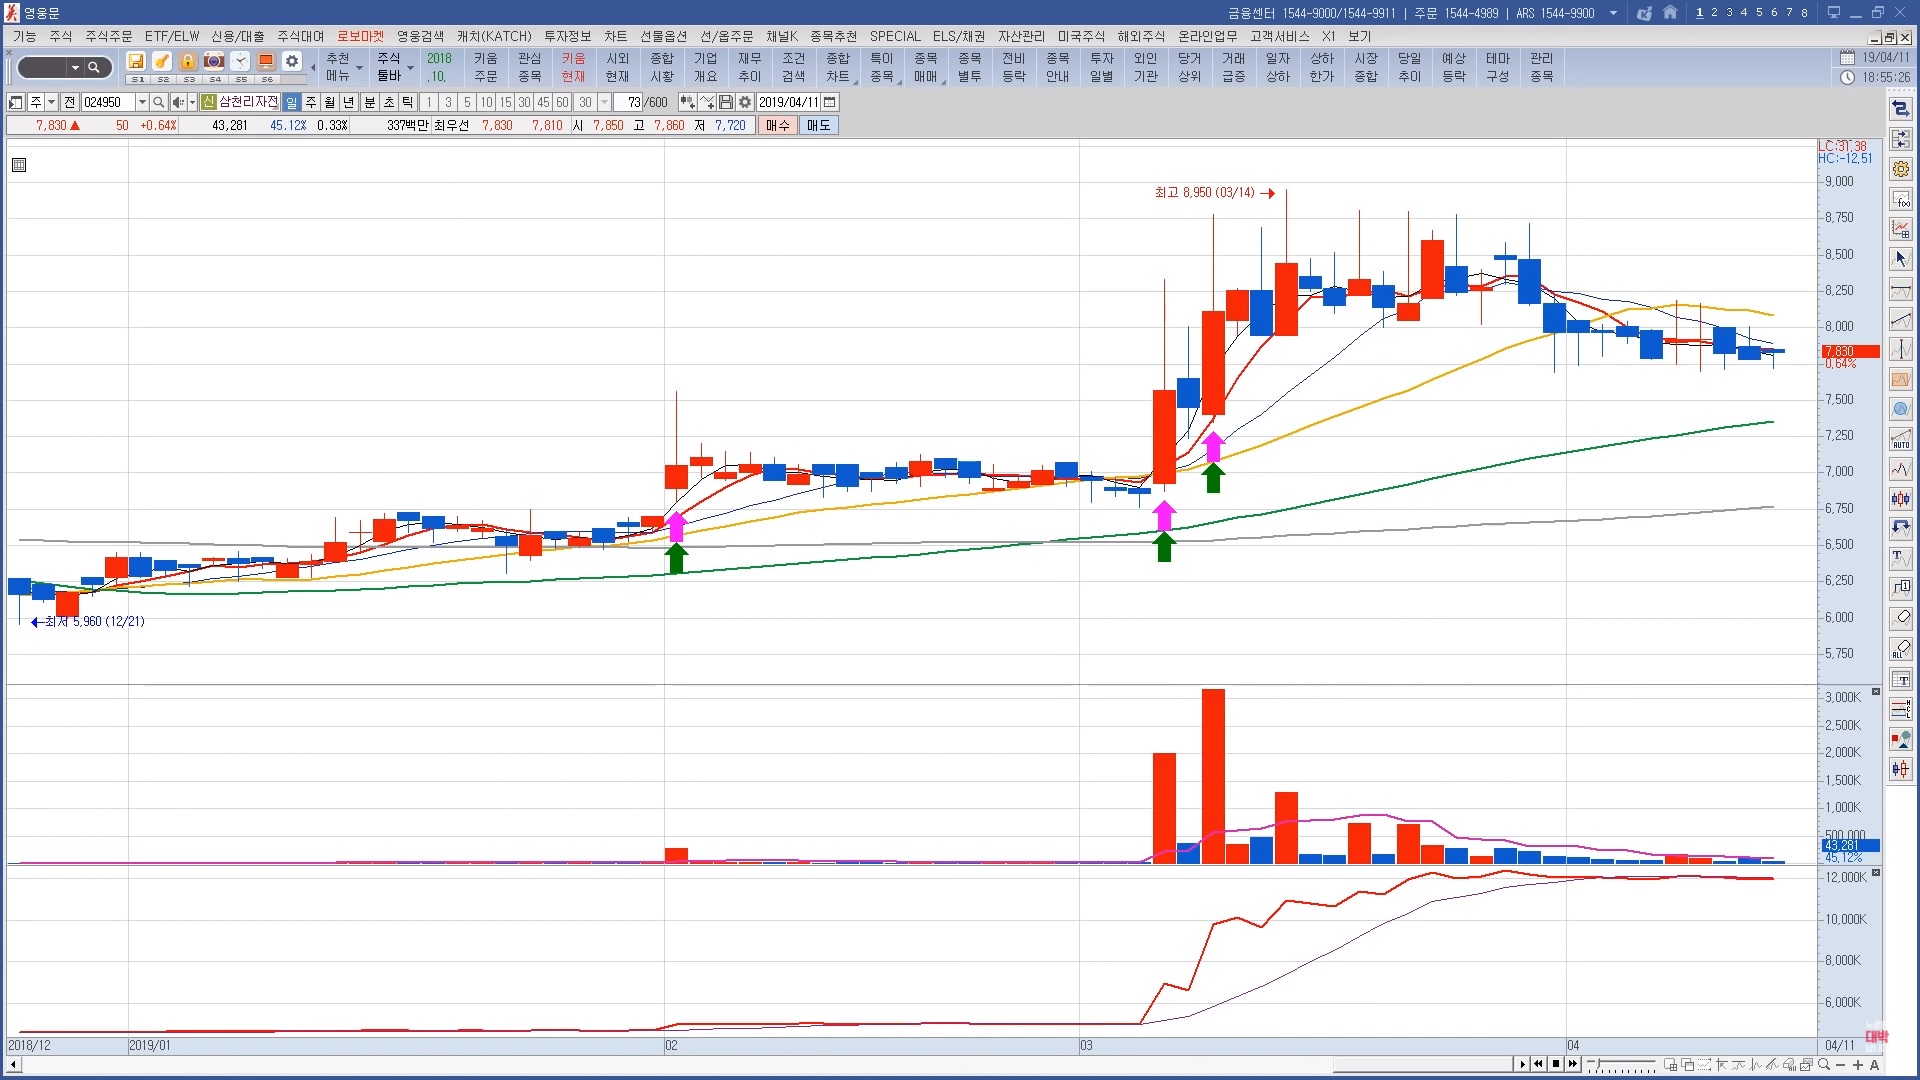 영웅문
금융센터 1544-9000/1544-9911 | 주문 1544-4989 | ARS 1544-9900
1 2 3 4 5 6 7 8
기능 주식 주식주문 ETF/ELW 신용/대출 주식대여 로보마켓 영웅검색 캐치(KATCH) 투자정보 차트 선물옵션 선/옵주문 채널K 종목추천 SPECIAL ELS/채권 자산관리 미국주식 해외주식 온라인업무 고객서비스 X1 보기
추천 주식 2018 키움 관심 키움 시외 종합 기업 재무 조건 종합 특미 종목 종목 전비 종목 투자 외인 당거 거래 일자 상하 시장 당일 예상 테마 관리
메뉴 툴바 .10. 주문 종목 현재 현재 시황 개요 추미 검색 차트 종목 매매 별투 등락 안내 일별 기관 상위 급증 상하 한가 종합 추이 등락 구성 종목
S1 S2 S3 S4 S5 S6
19/04/11
18:55:26
주 전 024950 신 삼천리자전 일 주 월 년 분 초 틱 1 3 5 10 15 30 45 60 30 73 /600 2019/04/11
7,830 ▲ 50 +0.64% 43,281 45.12% 0.33% 337백만 최우선 7,830 7,810 시 7,850 고 7,860 저 7,720 매수 매도
LC:31.38
HC:-12.51
최고 8,950 (03/14) →
9,000
8,750
8,500
8,250
8,000
7,830
0.64%
7,500
7,250
7,000
6,750
6,500
6,250
6,000
5,750
←최저 5,960 (12/21)
3,000K
2,500K
2,000K
1,500K
1,000K
500,000
43,281
45.12%
12,000K
10,000K
8,000K
6,000K
대박
2018/12 2019/01 02 03 04 04/11
AUTO
ALL
A